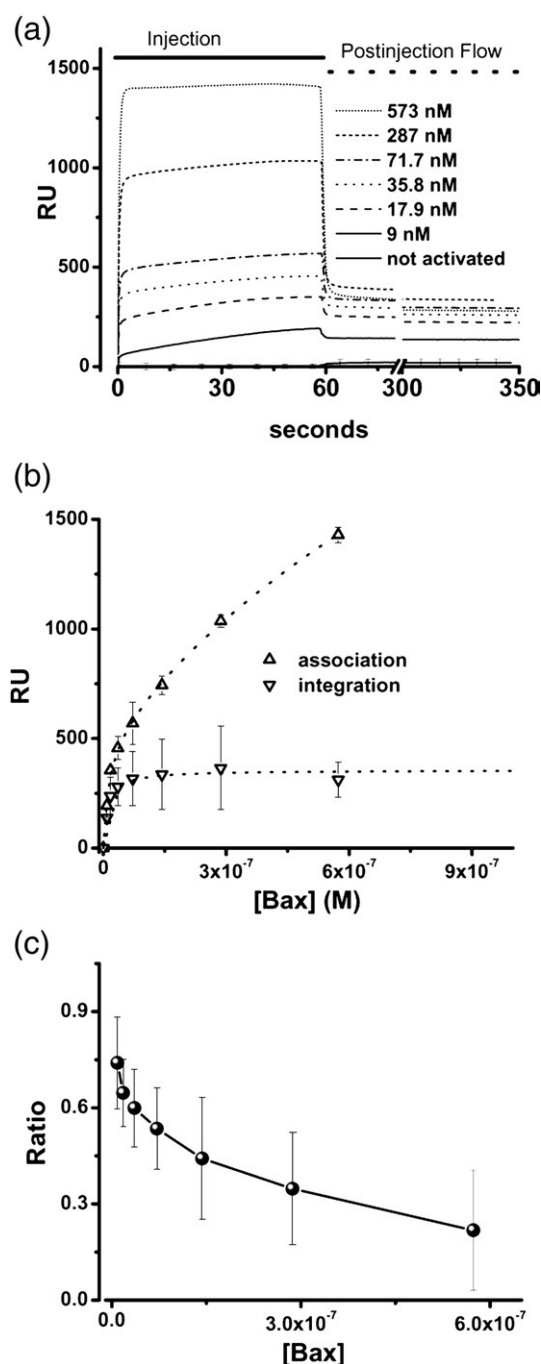 (a)
Injection
Postinjection Flow
1500
1000
500
0
RU
573 nM
287 nM
71.7 nM
35.8 nM
17.9 nM
9 nM
not activated
0 30 60 300 350
seconds
(b)
1500
1000
500
0
RU
association
integration
0 3x10-7 6x10-7 9x10-7
[Bax] (M)
(c)
0.9
0.6
0.3
0.0
Ratio
0.0 3.0x10-7 6.0x10-7
[Bax]